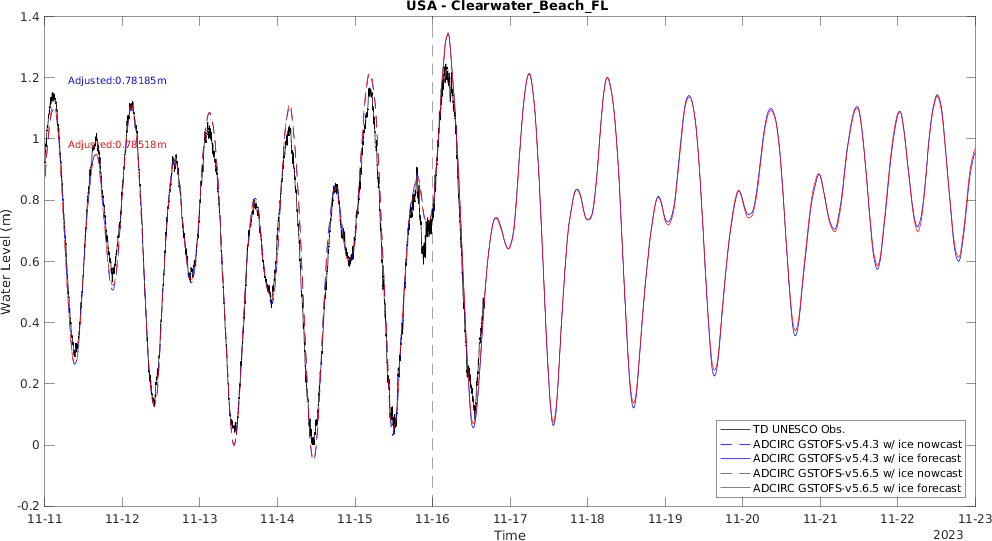 USA - Clearwater_Beach_FL
1.4
1.2
1
0.8
0.6
0.4
0.2
0
-0.2
Water Level (m)
Adjusted:0.78185m
Adjusted:0.78518m
TD UNESCO Obs.
ADCIRC GSTOFS-v5.4.3 w/ ice nowcast
ADCIRC GSTOFS-v5.4.3 w/ ice forecast
ADCIRC GSTOFS-v5.6.5 w/ ice nowcast
ADCIRC GSTOFS-v5.6.5 w/ ice forecast
11-11 11-12 11-13 11-14 11-15 11-16 11-17 11-18 11-19 11-20 11-21 11-22 11-23
Time
2023